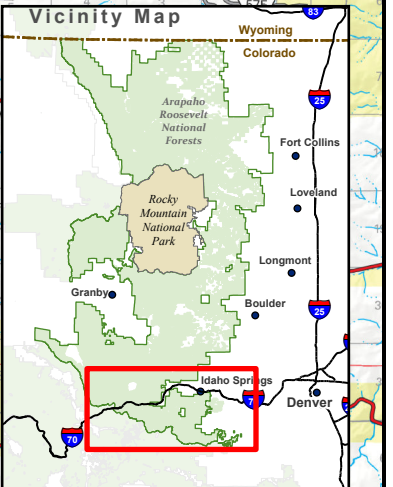 Vicinity Map
83
Wyoming
Colorado
25
Arapaho
Roosevelt
National
Forests
Fort Collins
Loveland
Rocky
Mountain
National
Park
Longmont
Granby
Boulder
25
Idaho Springs
Denver
70